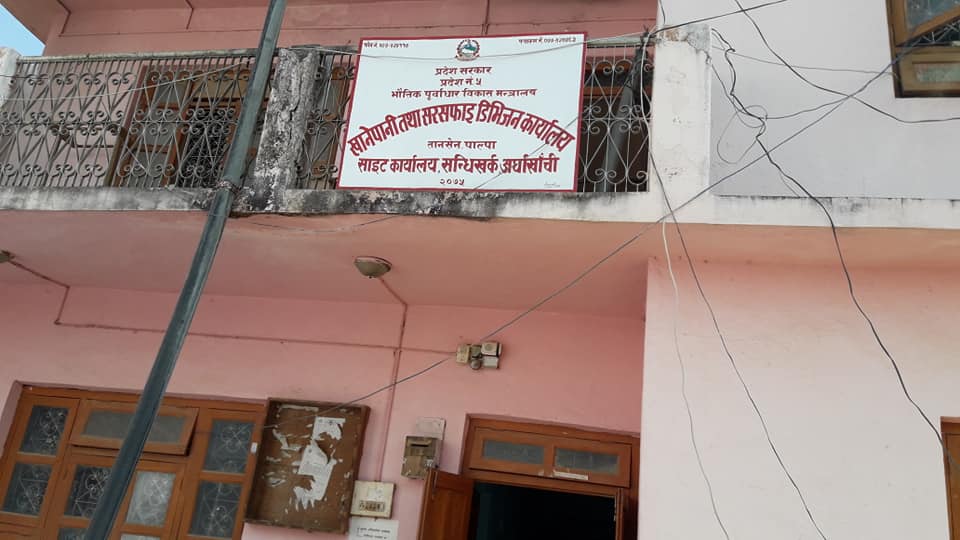 प्रदेश सरकार
प्रदेश नं. ५
भौतिक पूर्वाधार विकास मन्त्रालय
खानेपानी तथा सरसफाइ डिभिजन कार्यालय
तानसेन, पाल्पा
साइट कार्यालय, सन्धिखर्क अर्घाखाँची
२०७५